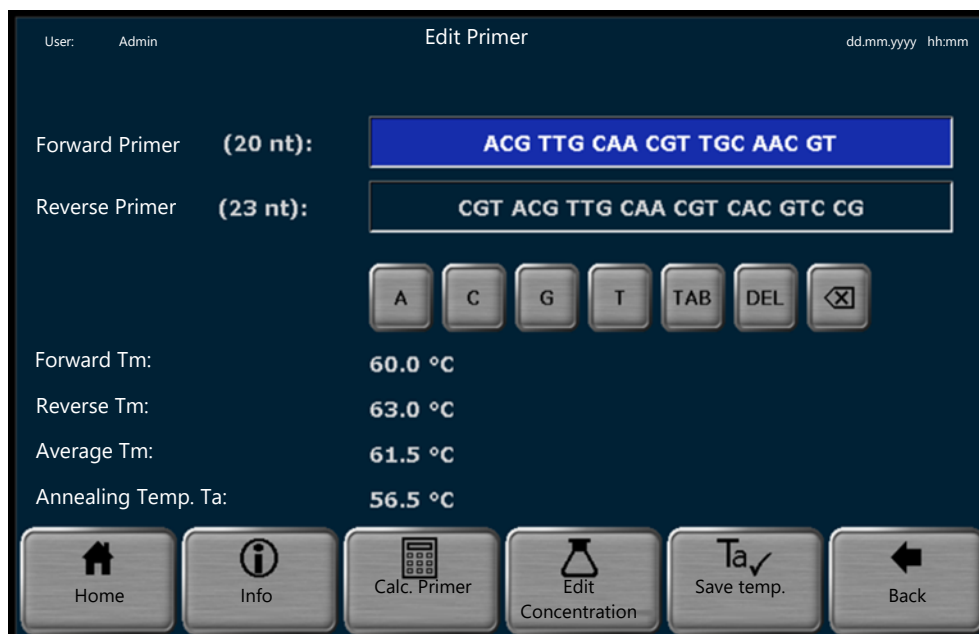 User: Admin Edit Primer dd.mm.yyyy hh:mm
Forward Primer (20 nt): ACG TTG CAA CGT TGC AAC GT
Reverse Primer (23 nt): CGT ACG TTG CAA CGT CAC GTC CG
A C G T TAB DEL
Forward Tm: 60.0 °C
Reverse Tm: 63.0 °C
Average Tm: 61.5 °C
Annealing Temp. Ta: 56.5 °C
Ta
Home Info Calc. Primer Edit Concentration Save temp. Back